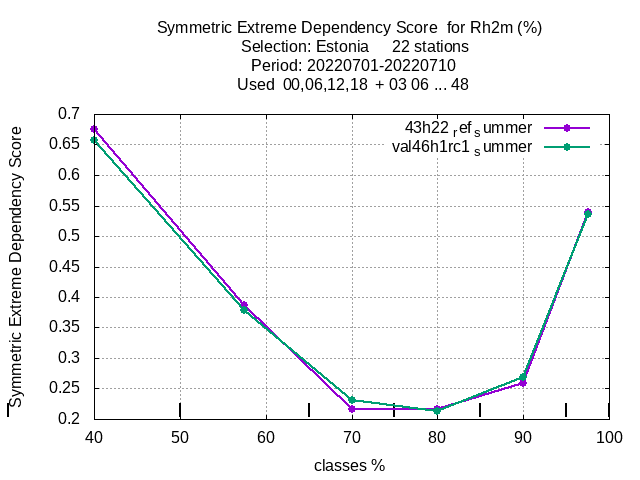 Symmetric Extreme Dependency Score  for Rh2m (%)
Selection: Estonia     22 stations
Period: 20220701-20220710
Used  00,06,12,18  + 03 06 ... 48
43h22 ref summer
val46h1rc1 summer
Symmetric Extreme Dependency Score
0.7
0.65
0.6
0.55
0.5
0.45
0.4
0.35
0.3
0.25
0.2
40 50 60 70 80 90 100
classes %